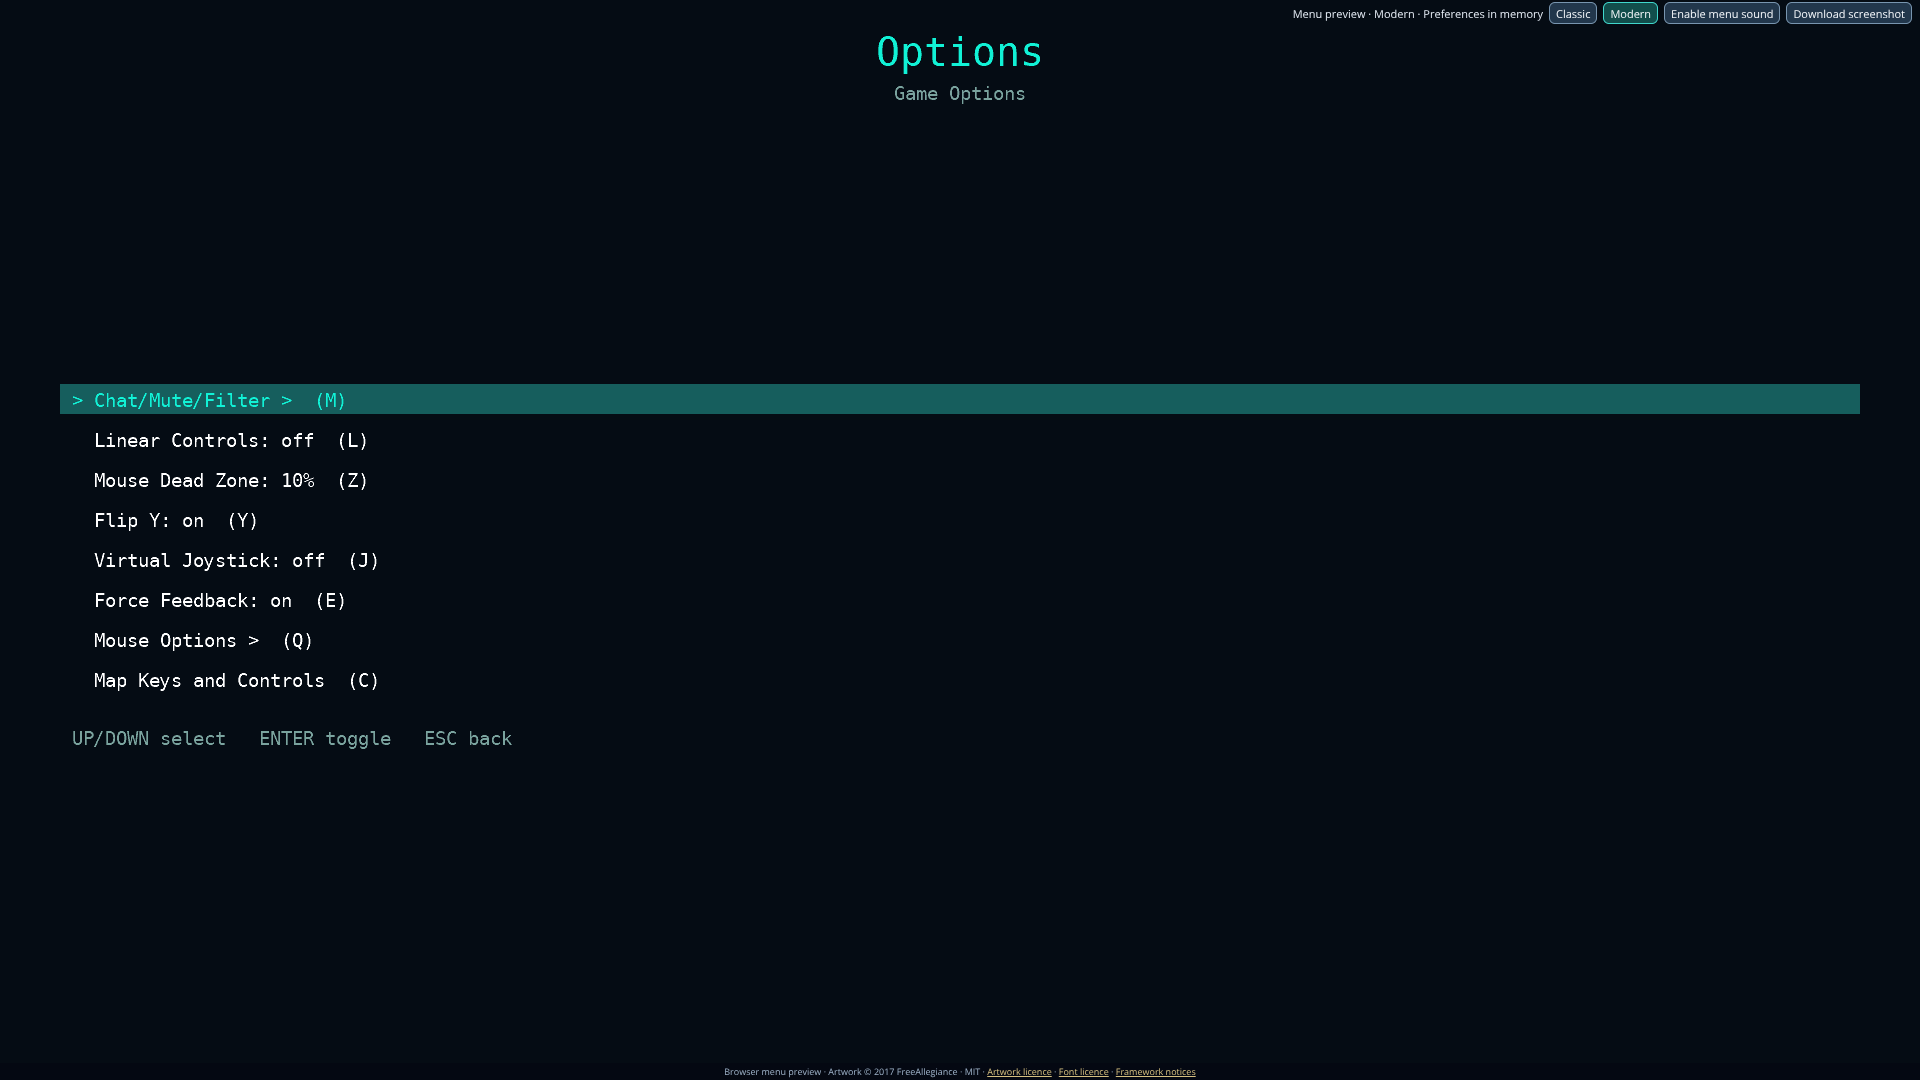 Menu preview · Modern · Preferences in memory Classic Modern Enable menu sound Download screenshot
Options
Game Options
> Chat/Mute/Filter > (M)
Linear Controls: off (L)
Mouse Dead Zone: 10% (Z)
Flip Y: on (Y)
Virtual Joystick: off (J)
Force Feedback: on (E)
Mouse Options > (Q)
Map Keys and Controls (C)
UP/DOWN select ENTER toggle ESC back
Browser menu preview · Artwork © 2017 FreeAllegiance · MIT · Artwork licence · Font licence · Framework notices